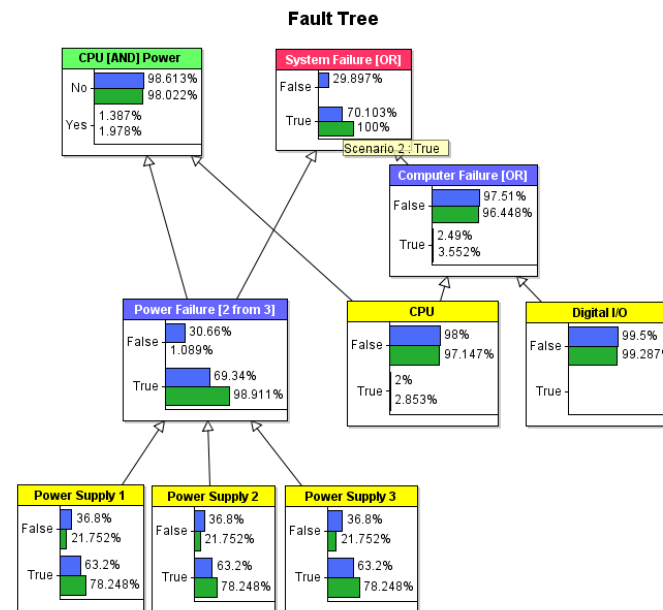 Fault Tree
CPU [AND] Power
No
98.613%
98.022%
Yes
1.387%
1.978%
System Failure [OR]
False
29.897%
True
70.103%
100%
Scenario 2 : True
Computer Failure [OR]
False
97.51%
96.448%
True
2.49%
3.552%
Power Failure [2 from 3]
False
30.66%
1.089%
True
69.34%
98.911%
CPU
False
98%
97.147%
True
2%
2.853%
Digital I/O
False
99.5%
99.287%
True
Power Supply 1
False
36.8%
21.752%
True
63.2%
78.248%
Power Supply 2
False
36.8%
21.752%
True
63.2%
78.248%
Power Supply 3
False
36.8%
21.752%
True
63.2%
78.248%